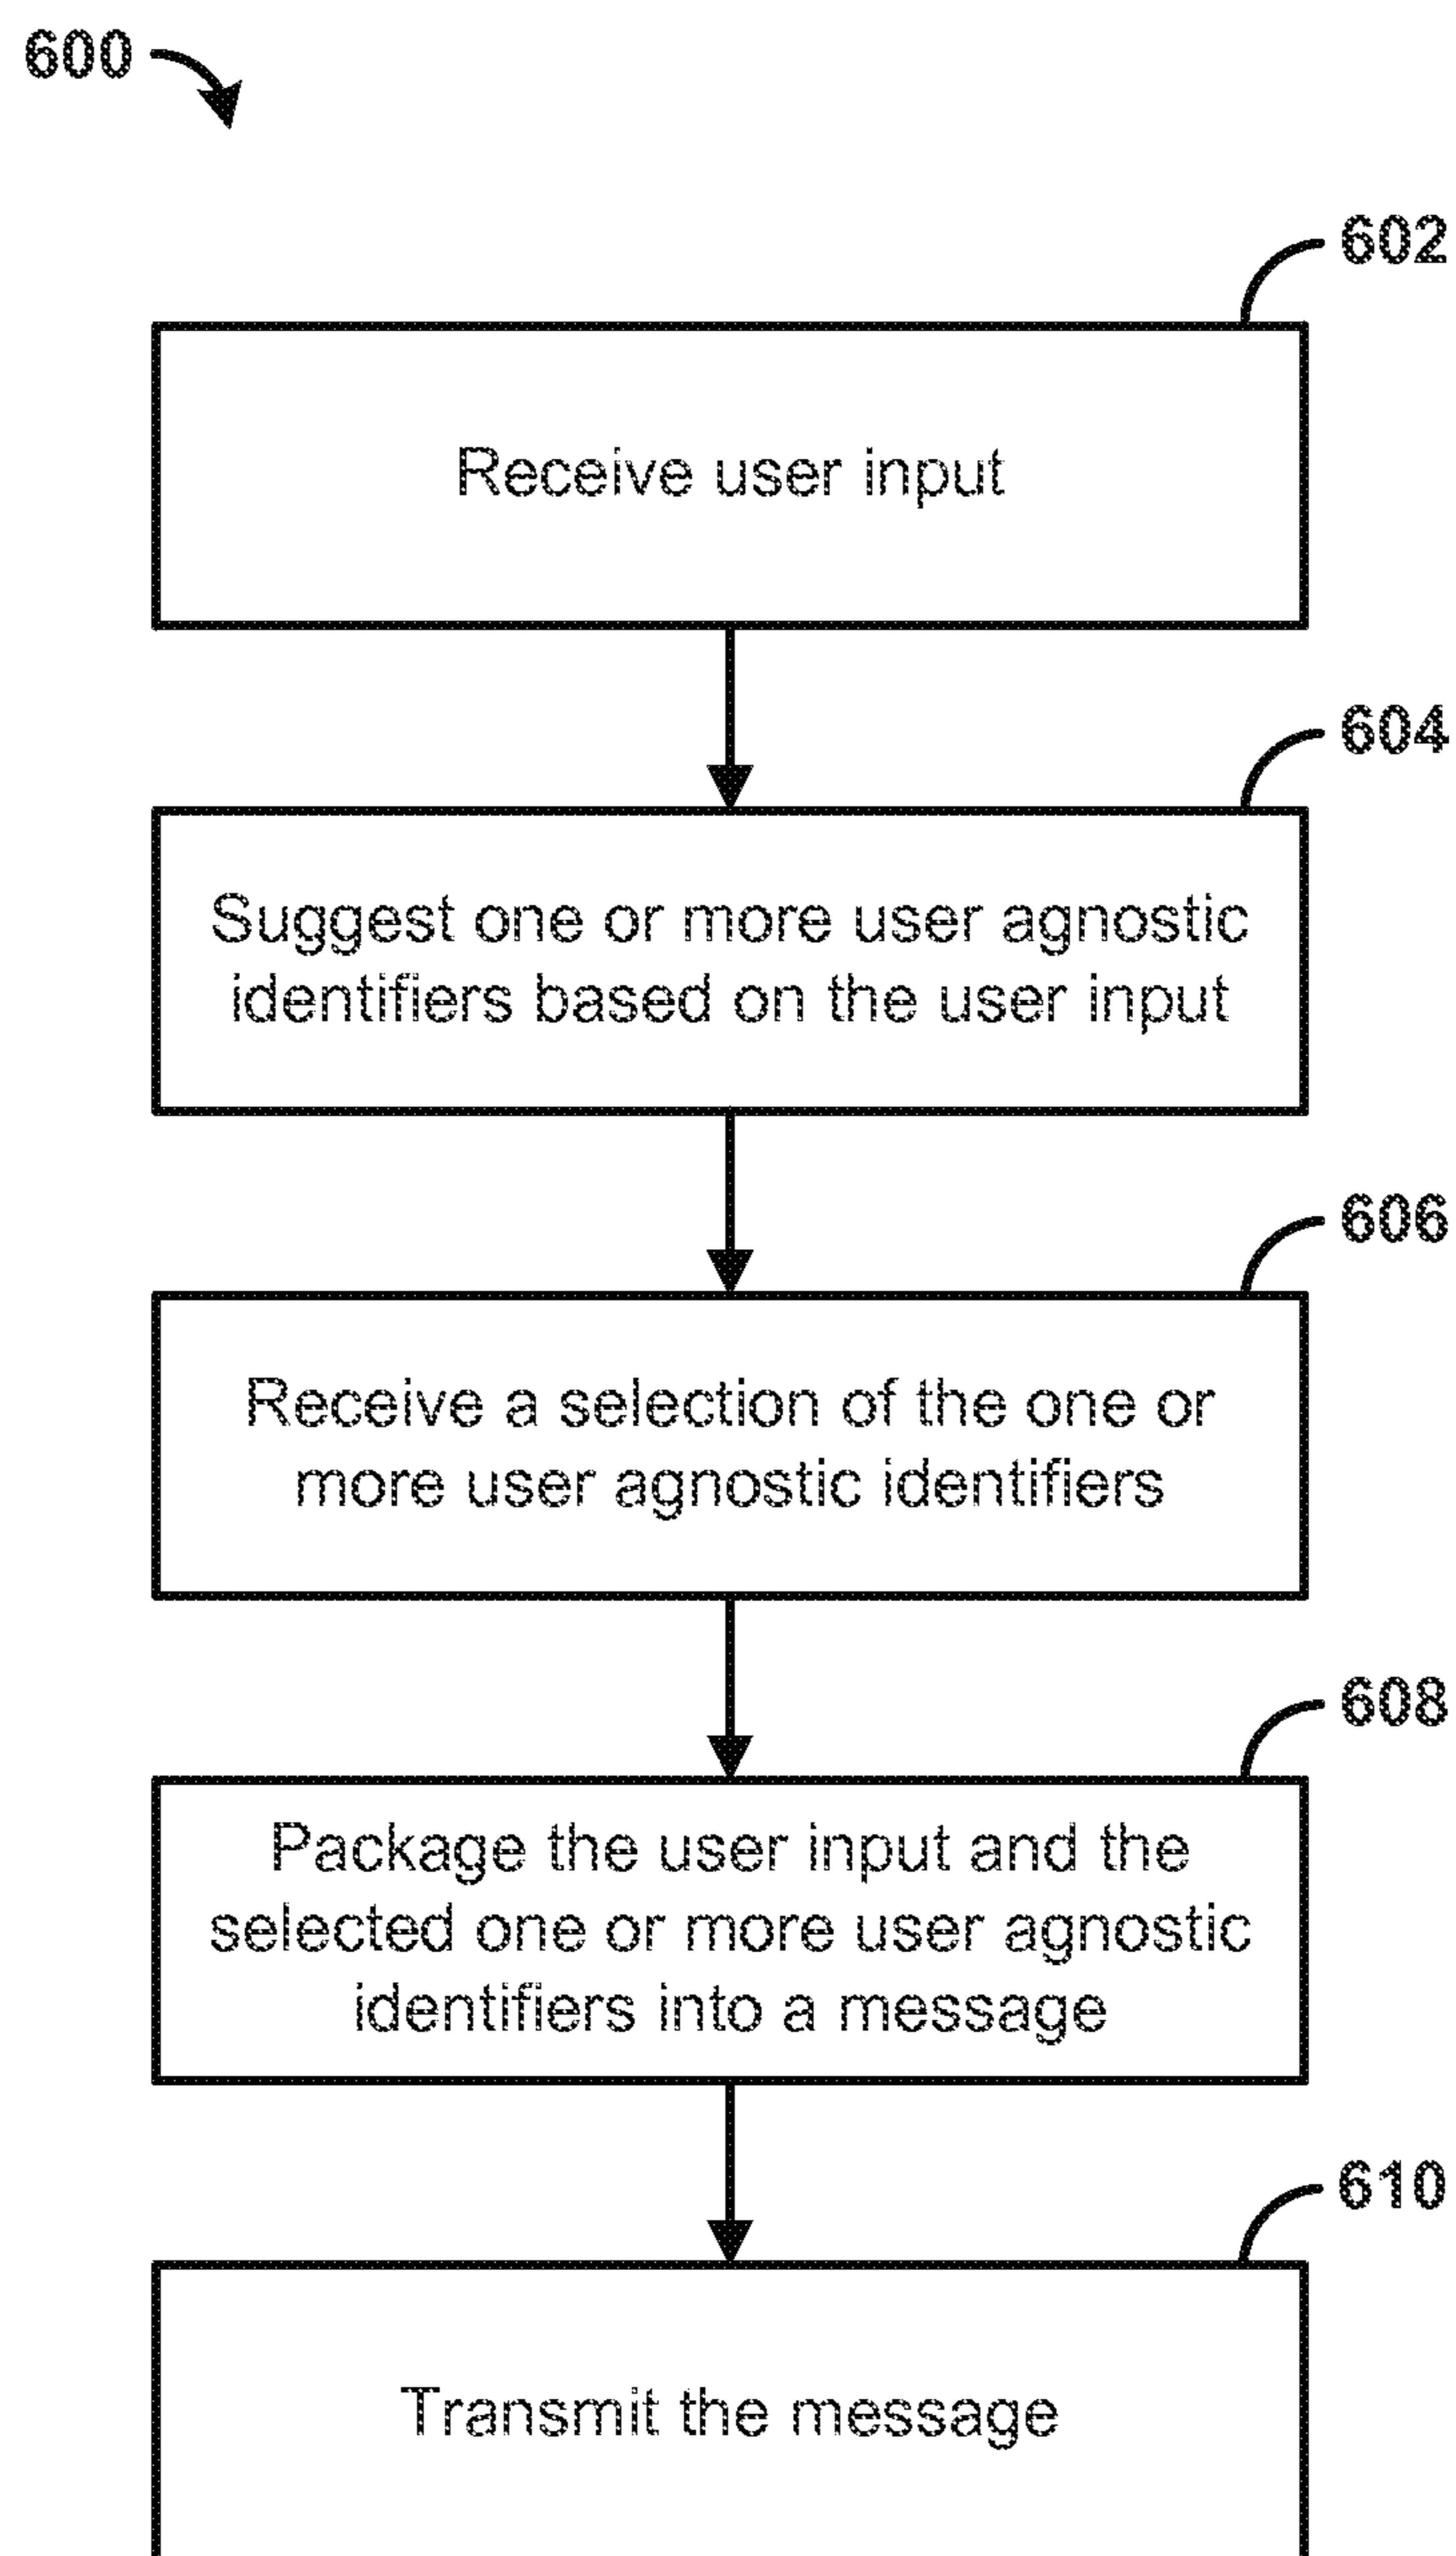 600
602
Receive user input
604
Suggest one or more user agnostic
identifiers based on the user input
606
Receive a selection of the one or
more user agnostic identifiers
608
Package the user input and the
selected one or more user agnostic
identifiers into a message
610
Transmit the message